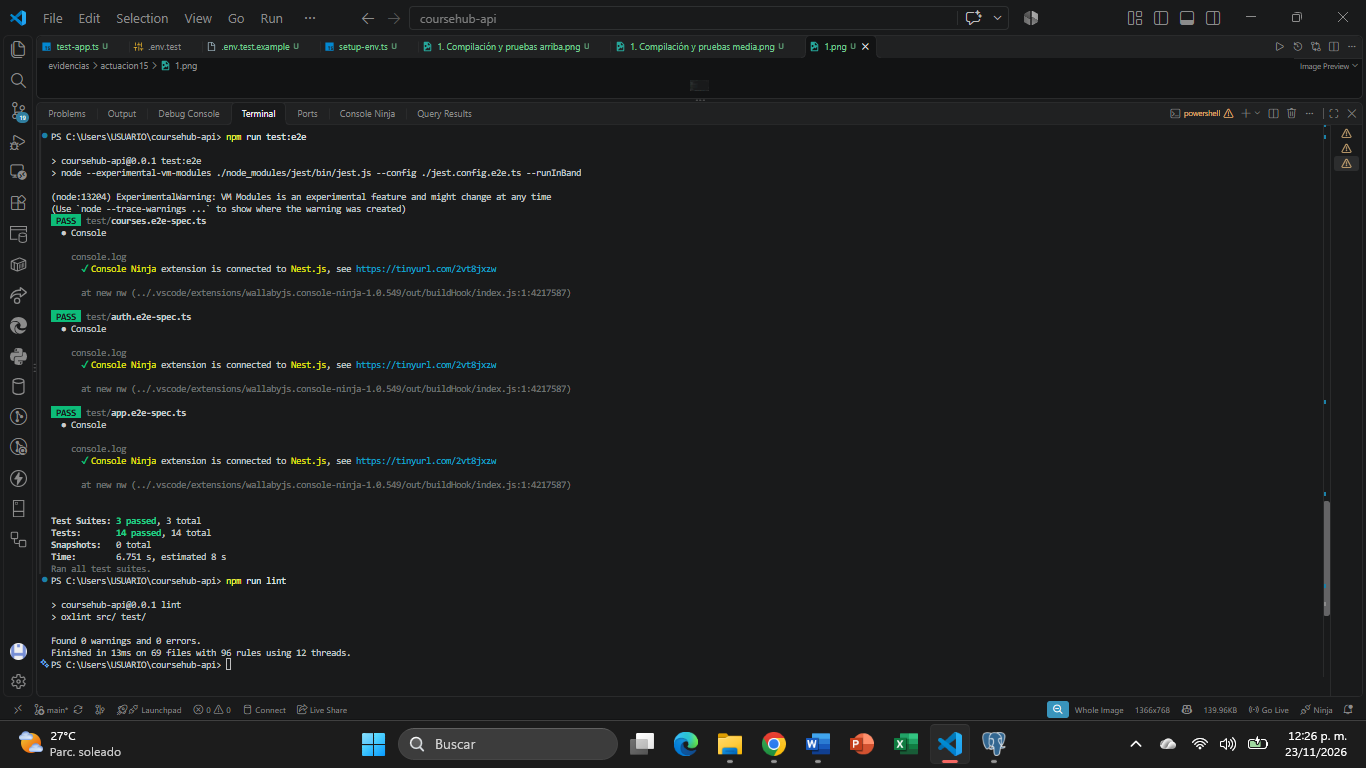 File Edit Selection View Go Run ··· coursehub-api
test-app.ts U .env.test .env.test.example U setup-env.ts U 1. Compilación y pruebas arriba.png U 1. Compilación y pruebas media.png U 1.png U
evidencias > actuacion15 > 1.png Image Preview
Problems Output Debug Console Terminal Ports Console Ninja Query Results powershell
PS C:\Users\USUARIO\coursehub-api> npm run test:e2e
> coursehub-api@0.0.1 test:e2e
> node --experimental-vm-modules ./node_modules/jest/bin/jest.js --config ./jest.config.e2e.ts --runInBand
(node:13204) ExperimentalWarning: VM Modules is an experimental feature and might change at any time
(Use `node --trace-warnings ...` to show where the warning was created)
PASS test/courses.e2e-spec.ts
● Console
console.log
✓ Console Ninja extension is connected to Nest.js, see https://tinyurl.com/2vt8jxzw
at new nw (../.vscode/extensions/wallabyjs.console-ninja-1.0.549/out/buildHook/index.js:1:4217587)
PASS test/auth.e2e-spec.ts
● Console
console.log
✓ Console Ninja extension is connected to Nest.js, see https://tinyurl.com/2vt8jxzw
at new nw (../.vscode/extensions/wallabyjs.console-ninja-1.0.549/out/buildHook/index.js:1:4217587)
PASS test/app.e2e-spec.ts
● Console
console.log
✓ Console Ninja extension is connected to Nest.js, see https://tinyurl.com/2vt8jxzw
at new nw (../.vscode/extensions/wallabyjs.console-ninja-1.0.549/out/buildHook/index.js:1:4217587)
Test Suites: 3 passed, 3 total
Tests: 14 passed, 14 total
Snapshots: 0 total
Time: 6.751 s, estimated 8 s
Ran all test suites.
PS C:\Users\USUARIO\coursehub-api> npm run lint
> coursehub-api@0.0.1 lint
> oxlint src/ test/
Found 0 warnings and 0 errors.
Finished in 13ms on 69 files with 96 rules using 12 threads.
PS C:\Users\USUARIO\coursehub-api>
19
main* Launchpad 0 0 Connect Live Share Whole Image 1366x768 139.96KB Go Live Ninja
27°C
Parc. soleado
Buscar
12:26 p. m.
23/11/2026